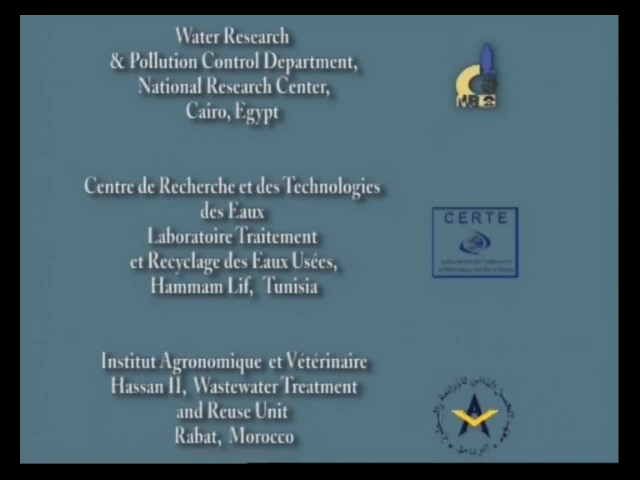 Water Research
& Pollution Control Department,
National Research Center,
Cairo, Egypt
Centre de Recherche et des Technologies
des Eaux
Laboratoire Traitement
et Recyclage des Eaux Usées,
Hammam Lif, Tunisia
CERTE
Institut Agronomique et Vétérinaire
Hassan II, Wastewater Treatment
and Reuse Unit
Rabat, Morocco